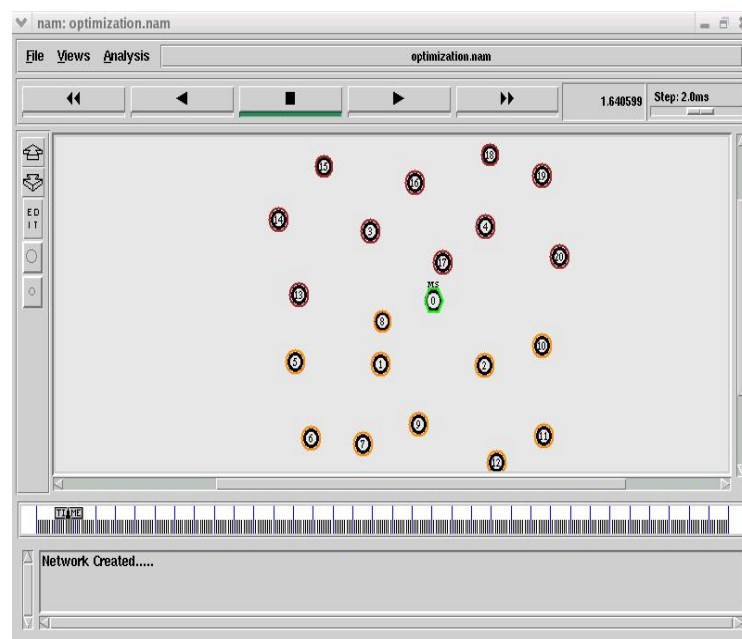 nam: optimization.nam
File Views Analysis optimization.nam
1.640599 Step: 2.0ms
ED
IT
18
15
19
16
14
4
3
20
17
MS
0
13
8
10
5
1
2
9
11
6
7
12
TIME
Network Created.....